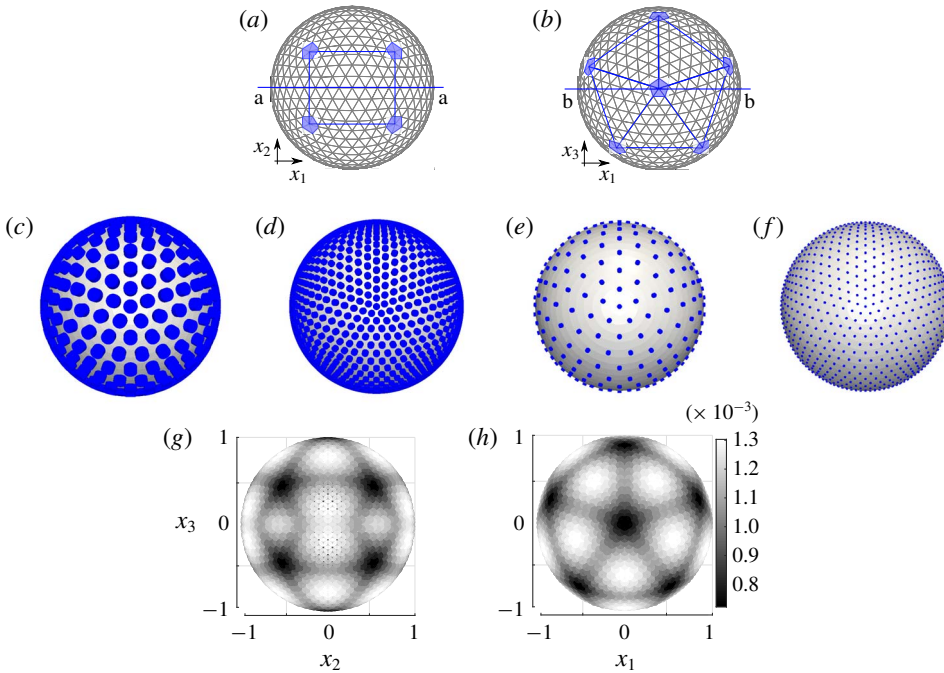 (a)
(b)
a a
b b
x2
x1
x3
x1
(c)
(d)
(e)
(f)
(g)
(h)
(× 10−3)
1
0
−1
x3
−1 0 1
x2
1
0
−1
−1 0 1
x1
1.3
1.2
1.1
1.0
0.9
0.8